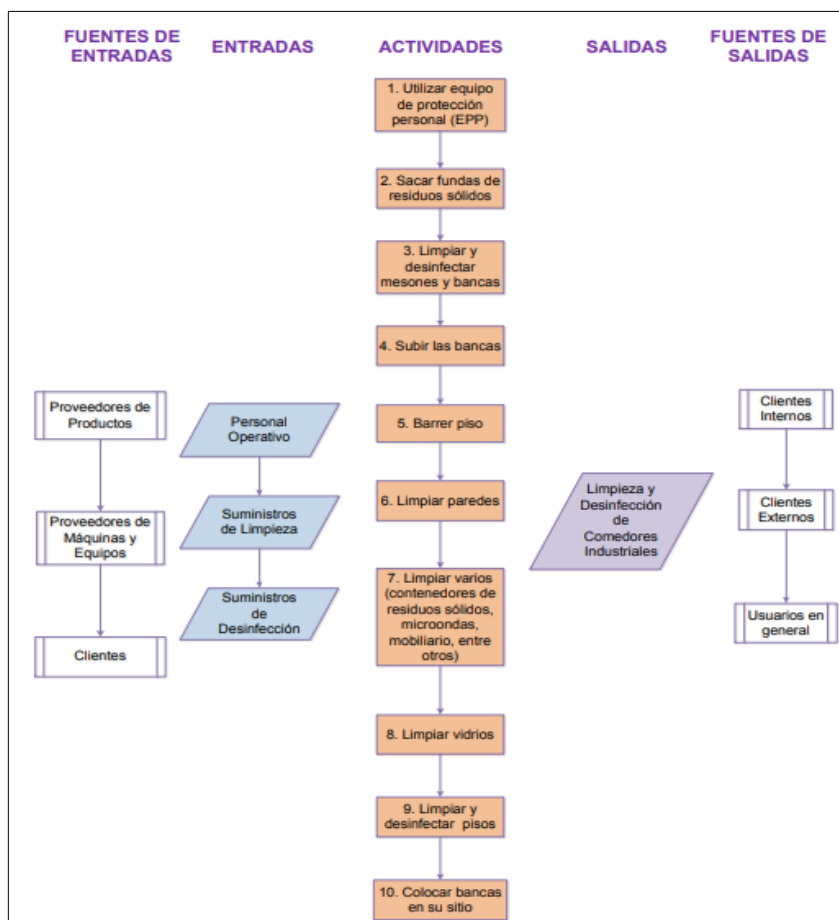 FUENTES DE
ENTRADAS
ENTRADAS
ACTIVIDADES
SALIDAS
FUENTES DE
SALIDAS
1. Utilizar equipo
de protección
personal (EPP)
2. Sacar fundas de
residuos sólidos
3. Limpiar y
desinfectar
mesones y bancas
4. Subir las bancas
5. Barrer piso
6. Limpiar paredes
7. Limpiar varios
(contenedores de
residuos sólidos,
microondas,
mobiliario, entre
otros)
8. Limpiar vidrios
9. Limpiar y
desinfectar pisos
10. Colocar bancas
en su sitio
Proveedores de
Productos
Proveedores de
Máquinas y
Equipos
Clientes
Personal
Operativo
Suministros
de Limpieza
Suministros
de
Desinfección
Limpieza y
Desinfección
de
Comedores
Industriales
Clientes
Internos
Clientes
Externos
Usuarios en
general